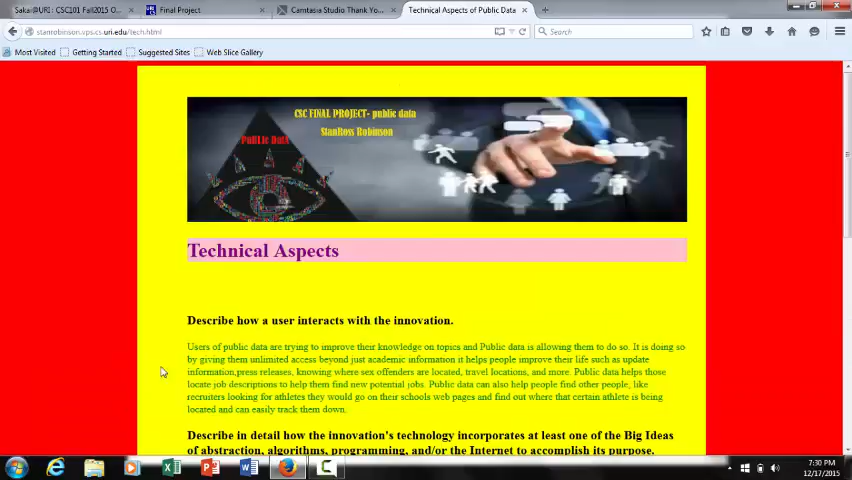 Sakai@URI : CSC101 Fall2015 O...
Final Project
Camtasia Studio Thank Yo...
Technical Aspects of Public Data
stanrobinson.vps.cs.uri.edu/tech.html
Search
Most Visited
Getting Started
Suggested Sites
Web Slice Gallery
CSC FINAL PROJECT- public data
StanRoss Robinson
PuBLic DatA
Technical Aspects
Describe how a user interacts with the innovation.
Users of public data are trying to improve their knowledge on topics and Public data is allowing them to do so. It is doing so
by giving them unlimited access beyond just academic information it helps people improve their life such as update
information,press releases, knowing where sex offenders are located, travel locations, and more. Public data helps those
locate job descriptions to help them find new potential jobs. Public data can also help people find other people, like
recruiters looking for athletes they would go on their schools web pages and find out where that certain athlete is being
located and can easily track them down.
Describe in detail how the innovation's technology incorporates at least one of the Big Ideas
of abstraction, algorithms, programming, and/or the Internet to accomplish its purpose.
7:30 PM
12/17/2015